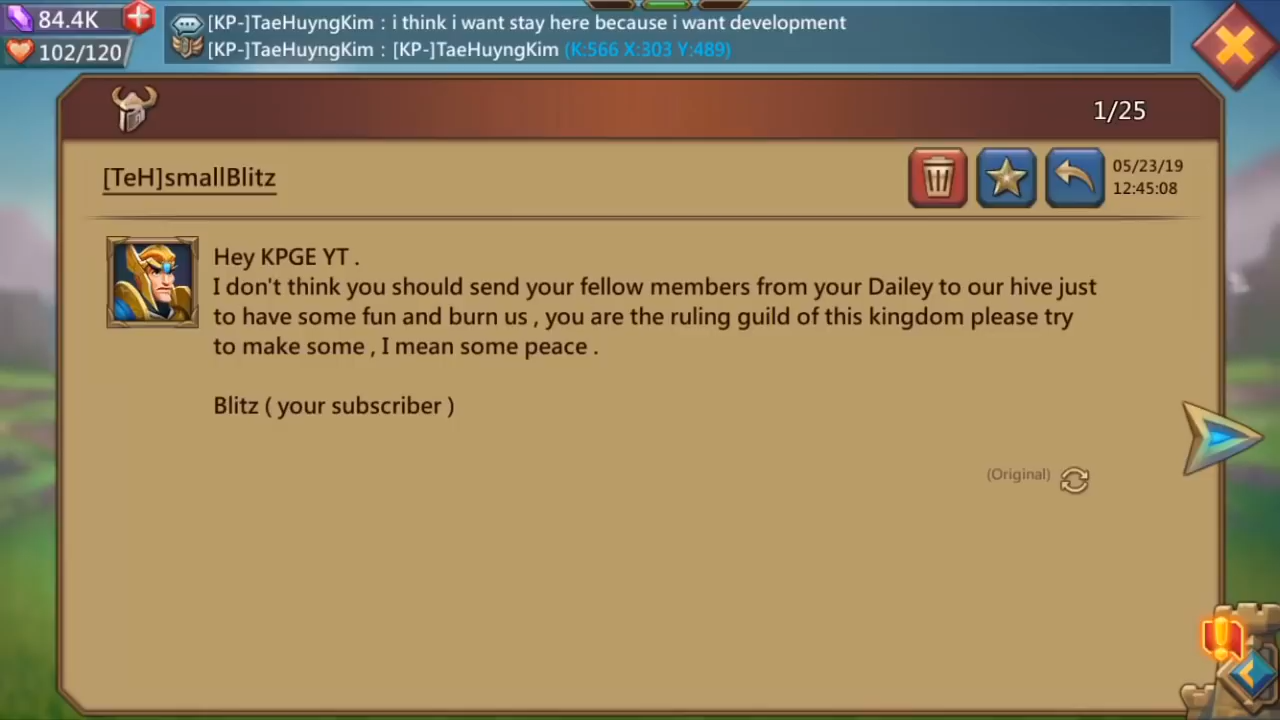 84.4K
102/120
[KP-]TaeHuyngKim : i think i want stay here because i want development
[KP-]TaeHuyngKim : [KP-]TaeHuyngKim (K:566 X:303 Y:489)
1/25
[TeH]smallBlitz
05/23/19
12:45:08
Hey KPGE YT .
I don't think you should send your fellow members from your Dailey to our hive just
to have some fun and burn us , you are the ruling guild of this kingdom please try
to make some , I mean some peace .
Blitz ( your subscriber )
(Original)